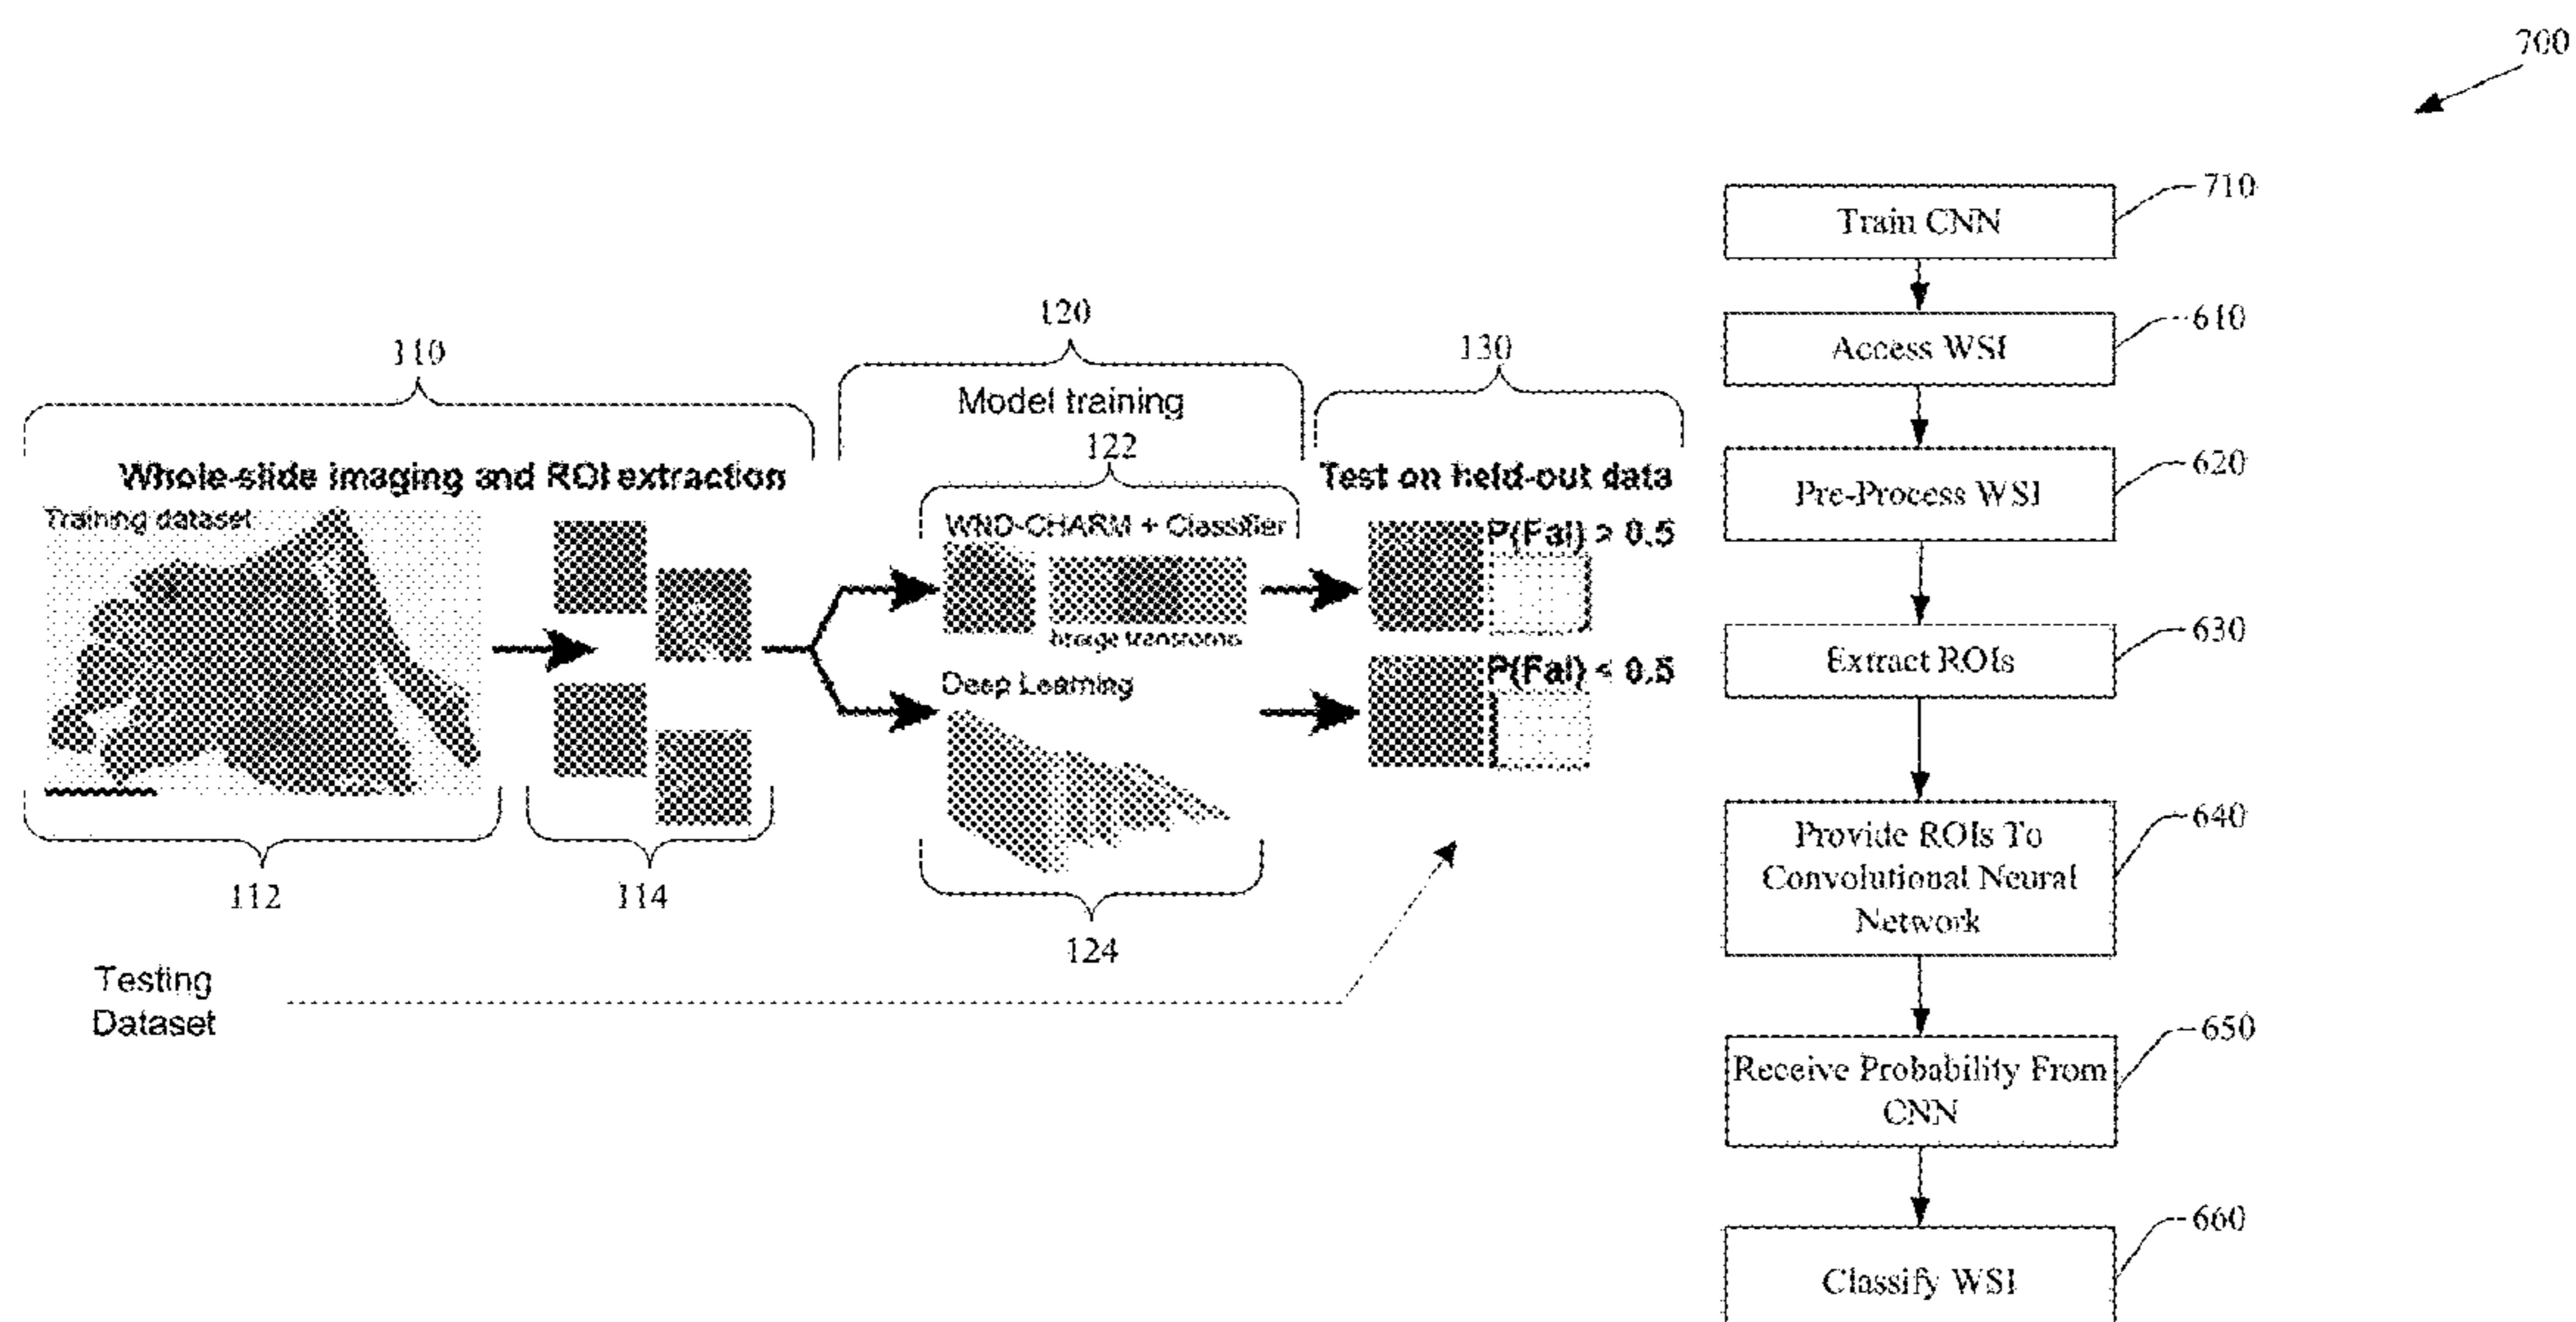 700
110
Whole-slide imaging and ROI extraction
Training dataset
112
114
120
Model training
122
WND-CHARM + Classifier
Image transforms
Deep Learning
124
130
Test on held-out data
P(Fal) > 0.5
P(Fal) < 0.5
Testing
Dataset
Train CNN
710
Access WSI
610
Pre-Process WSI
620
Extract ROIs
630
Provide ROIs To
Convolutional Neural
Network
640
Receive Probability From
CNN
650
Classify WSI
660